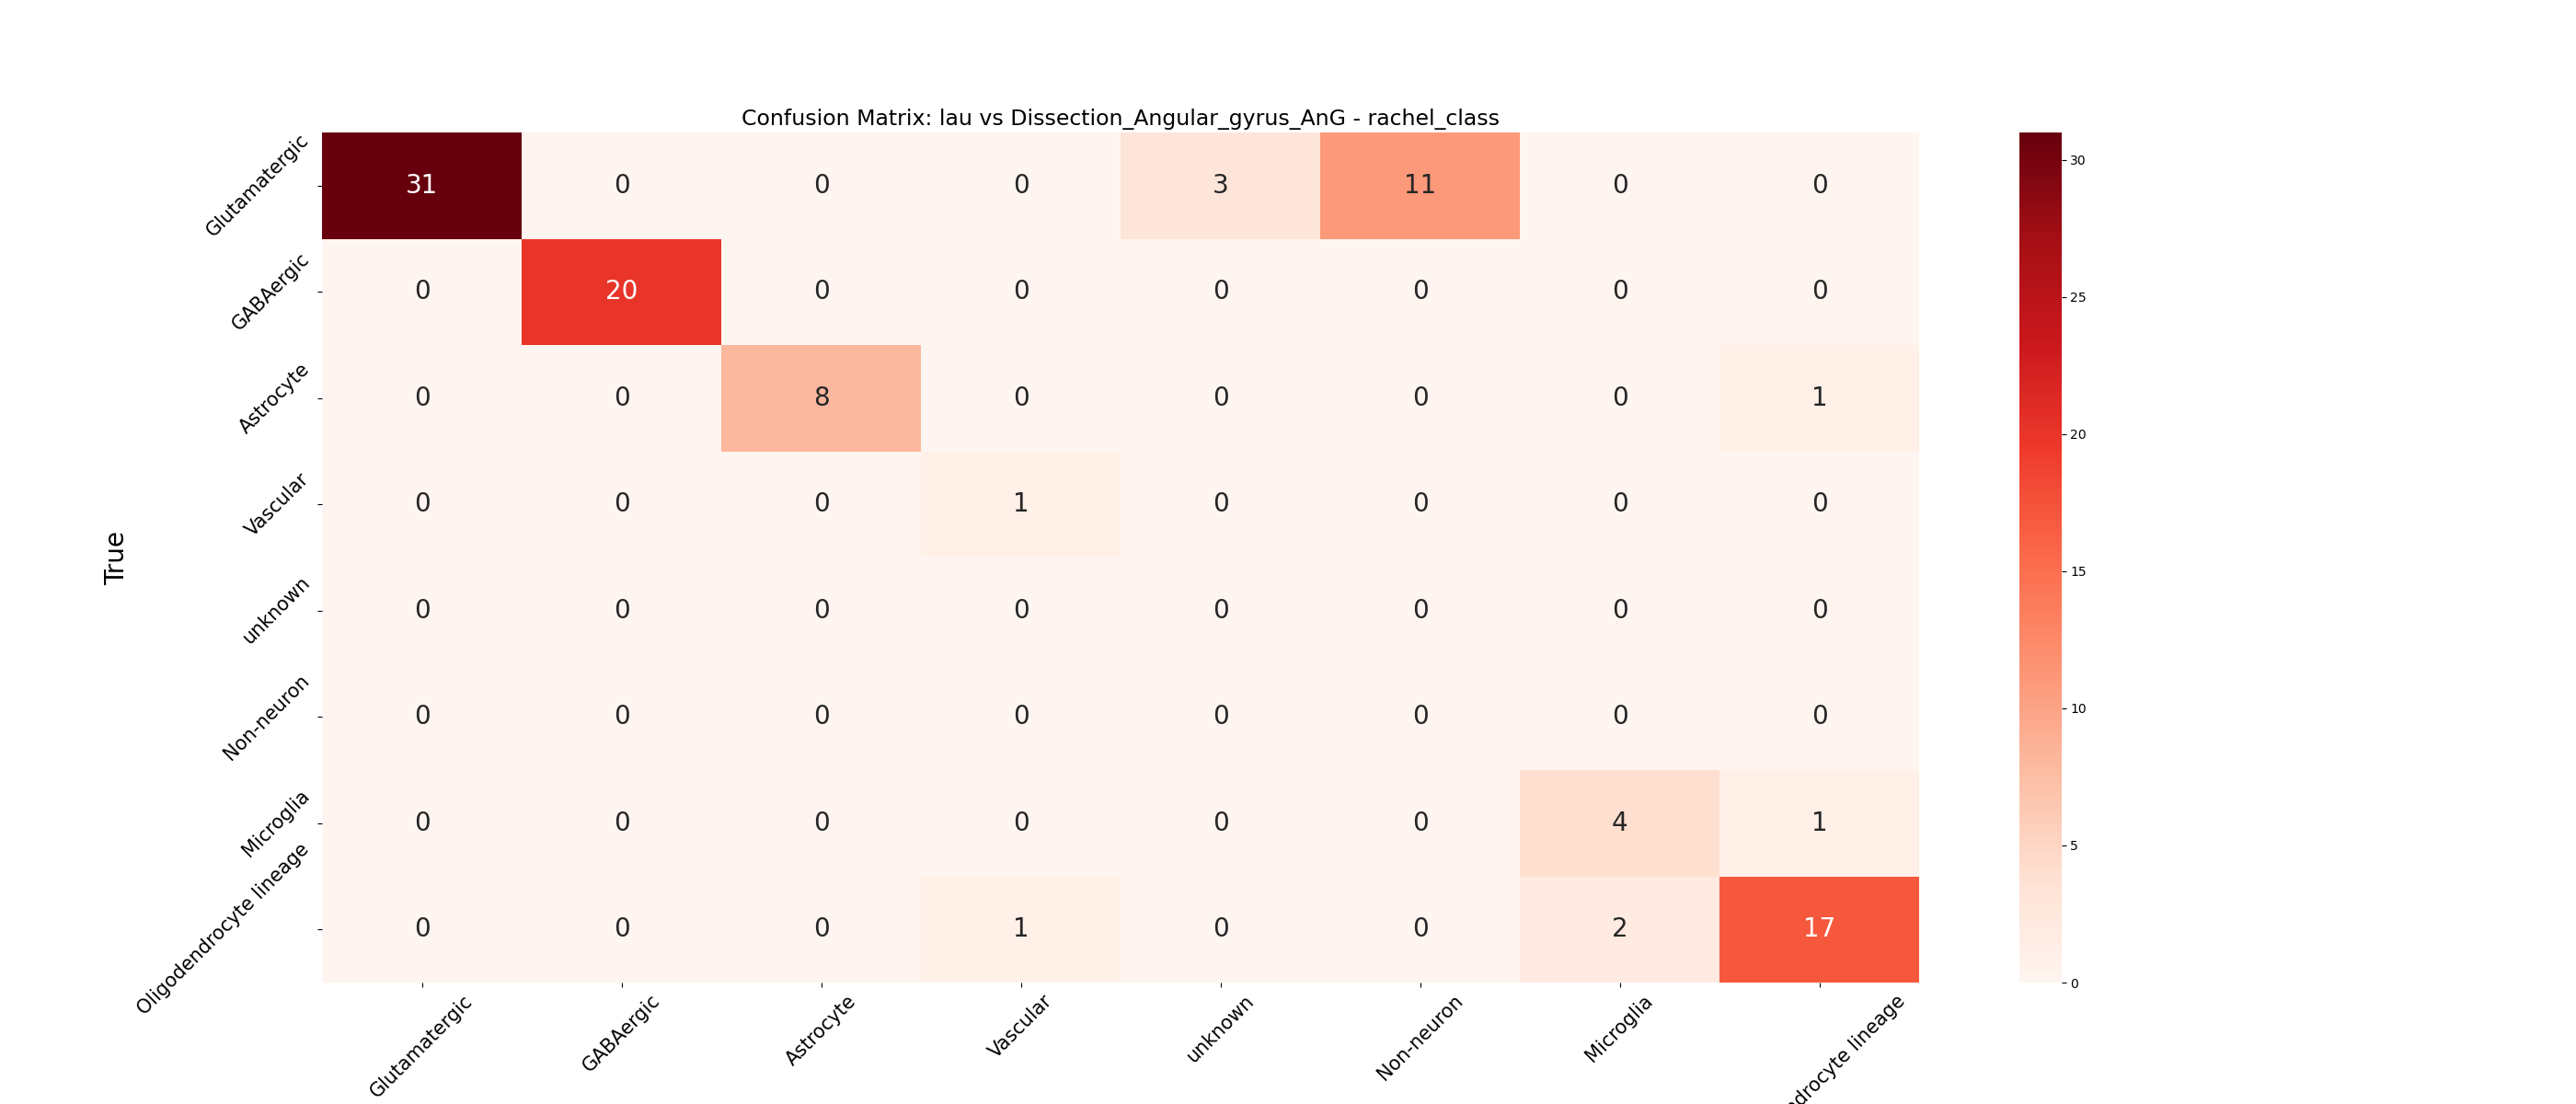 Confusion Matrix: lau vs Dissection_Angular_gyrus_AnG - rachel_class
True
Glutamatergic 31 0 0 0 3 11 0 0
GABAergic 0 20 0 0 0 0 0 0
Astrocyte 0 0 8 0 0 0 0 1
Vascular 0 0 0 1 0 0 0 0
unknown 0 0 0 0 0 0 0 0
Non-neuron 0 0 0 0 0 0 0 0
Microglia 0 0 0 0 0 0 4 1
Oligodendrocyte lineage 0 0 0 1 0 0 2 17
Glutamatergic GABAergic Astrocyte Vascular unknown Non-neuron Microglia lineage
30
25
20
15
10
5
0